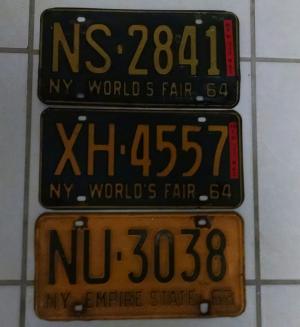 NS·2841
NY WORLD'S FAIR 64
XH·4557
NY WORLD'S FAIR 64
NU·3038
NY EMPIRE STATE